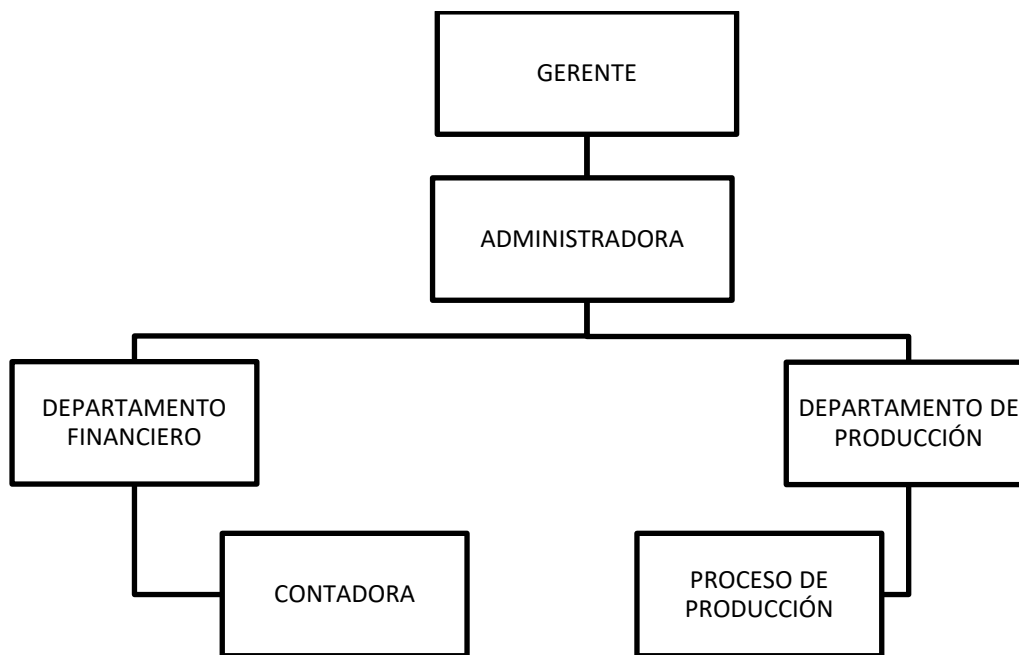 GERENTE
ADMINISTRADORA
DEPARTAMENTO
FINANCIERO
DEPARTAMENTO DE
PRODUCCIÓN
CONTADORA
PROCESO DE
PRODUCCIÓN